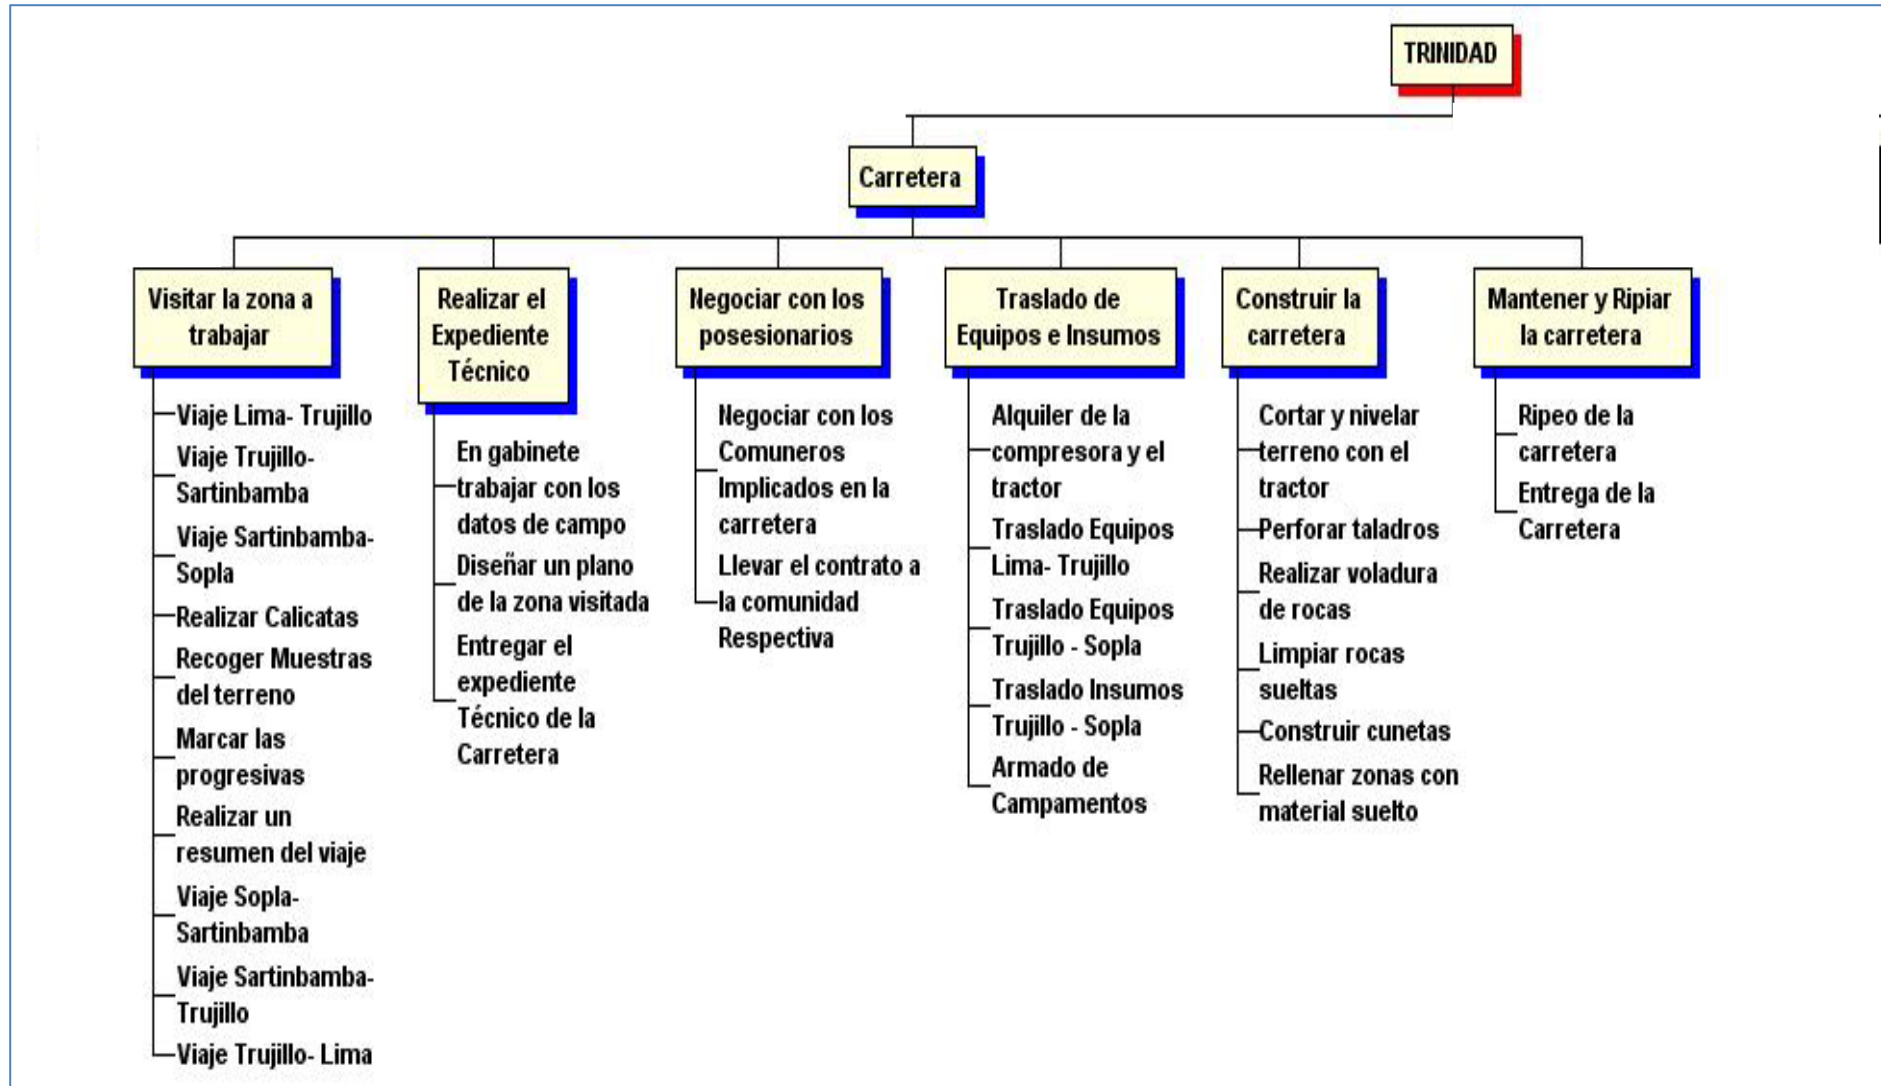 TRINIDAD
Carretera
Visitar la zona a
trabajar
Viaje Lima- Trujillo
Viaje Trujillo-
Sartinbamba
Viaje Sartinbamba-
Sopla
Realizar Calicatas
Recoger Muestras
del terreno
Marcar las
progresivas
Realizar un
resumen del viaje
Viaje Sopla-
Sartinbamba
Viaje Sartinbamba-
Trujillo
Viaje Trujillo- Lima
Realizar el
Expediente
Técnico
En gabinete
trabajar con los
datos de campo
Diseñar un plano
de la zona visitada
Entregar el
expediente
Técnico de la
Carretera
Negociar con los
posesionarios
Negociar con los
Comuneros
Implicados en la
carretera
Llevar el contrato a
la comunidad
Respectiva
Traslado de
Equipos e Insumos
Alquiler de la
compresora y el
tractor
Traslado Equipos
Lima- Trujillo
Traslado Equipos
Trujillo - Sopla
Traslado Insumos
Trujillo - Sopla
Armado de
Campamentos
Construir la
carretera
Cortar y nivelar
terreno con el
tractor
Perforar taladros
Realizar voladura
de rocas
Limpiar rocas
sueltas
Construir cunetas
Rellenar zonas con
material suelto
Mantener y Ripiar
la carretera
Ripeo de la
carretera
Entrega de la
Carretera